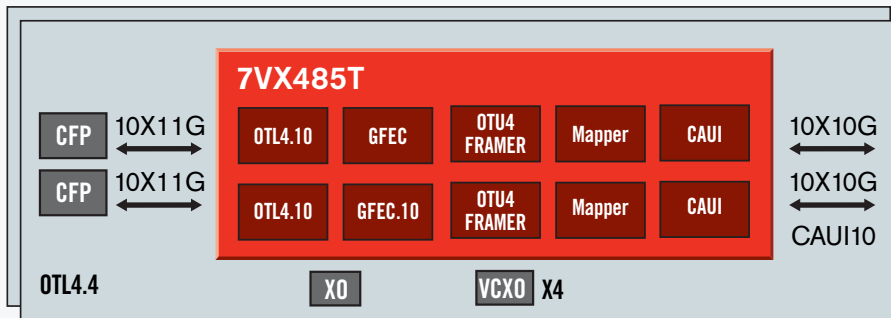 7VX485T
CFP 10X11G OTL4.10 GFEC OTU4 FRAMER Mapper CAUI 10X10G
CFP 10X11G OTL4.10 GFEC.10 OTU4 FRAMER Mapper CAUI 10X10G
CAUI10
OTL4.4 XO VCXO X4